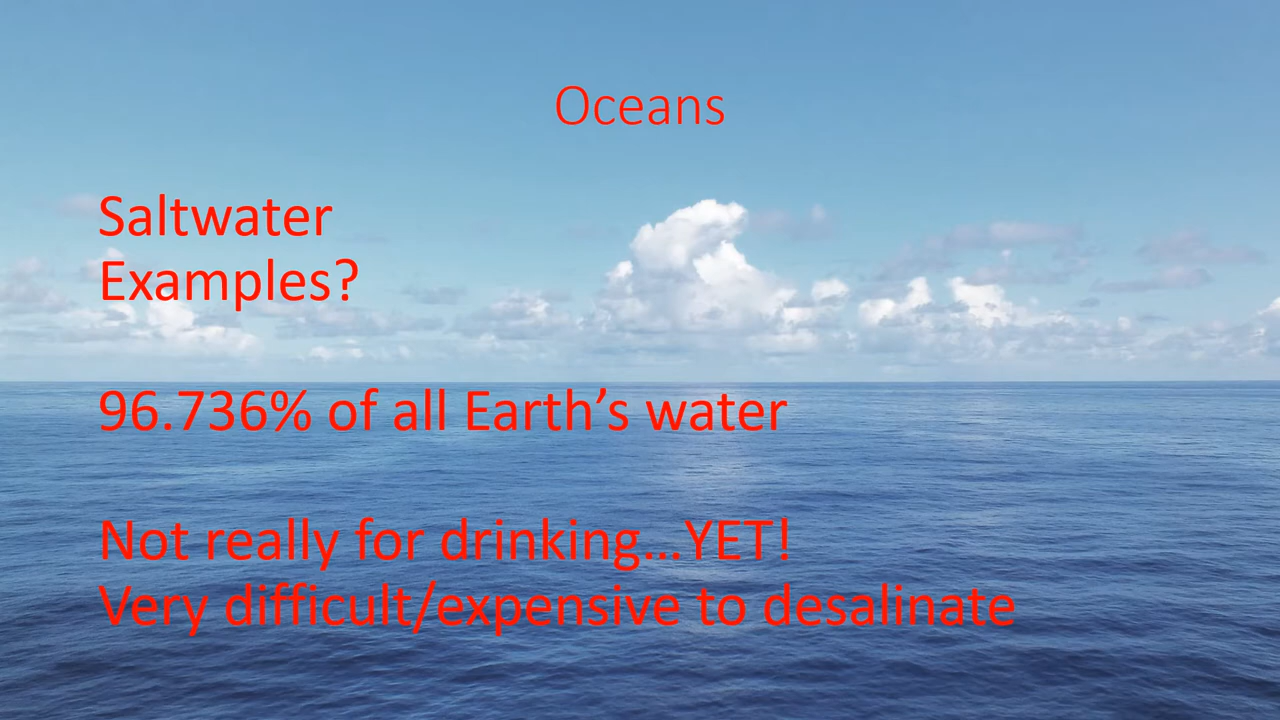 Oceans
Saltwater
Examples?
96.736% of all Earth’s water
Not really for drinking…YET!
Very difficult/expensive to desalinate